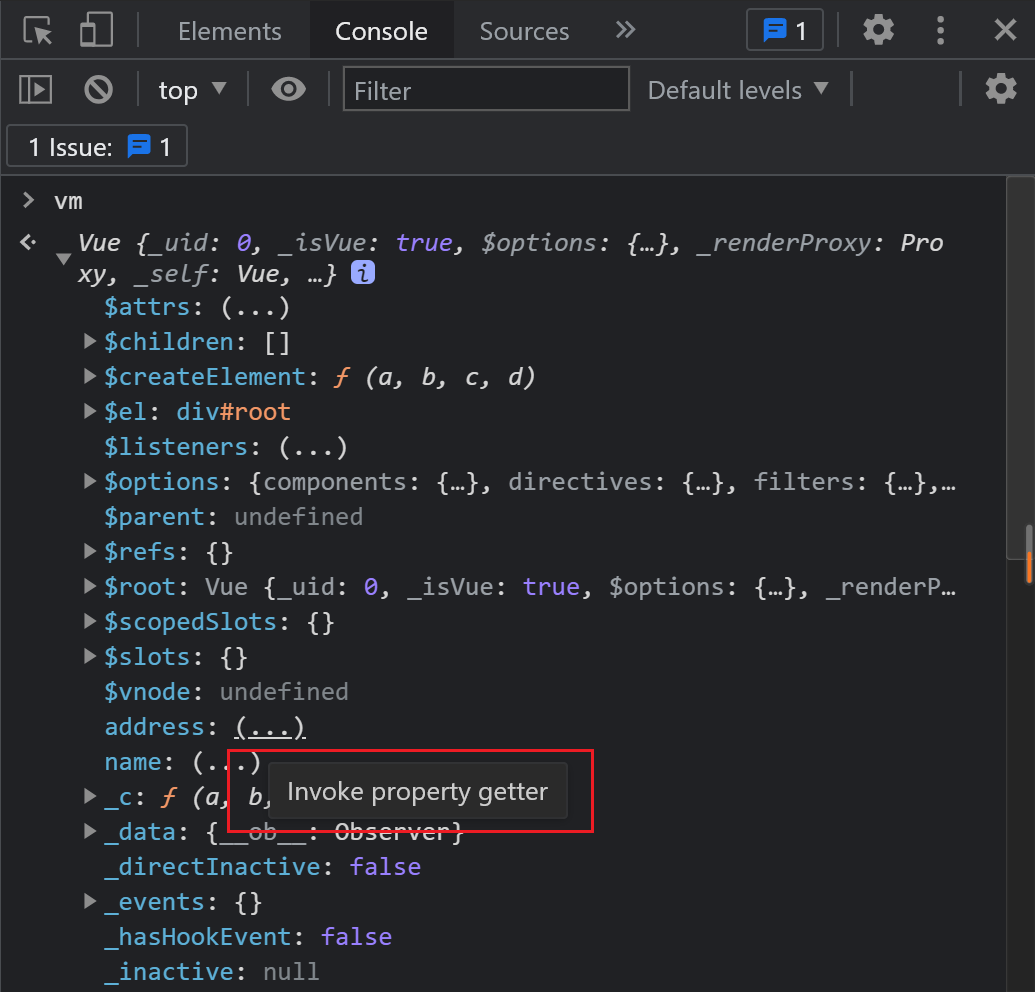 Elements Console Sources 1
top Filter Default levels
1 Issue: 1
vm
Vue {_uid: 0, _isVue: true, $options: {…}, _renderProxy: Pro
xy, _self: Vue, …} i
$attrs: (...)
$children: []
$createElement: ƒ (a, b, c, d)
$el: div#root
$listeners: (...)
$options: {components: {…}, directives: {…}, filters: {…},…
$parent: undefined
$refs: {}
$root: Vue {_uid: 0, _isVue: true, $options: {…}, _renderP…
$scopedSlots: {}
$slots: {}
$vnode: undefined
address: (...)
name: (...)
Invoke property getter
_c: ƒ (a, b,
_data: {__ob__: Observer}
_directInactive: false
_events: {}
_hasHookEvent: false
_inactive: null